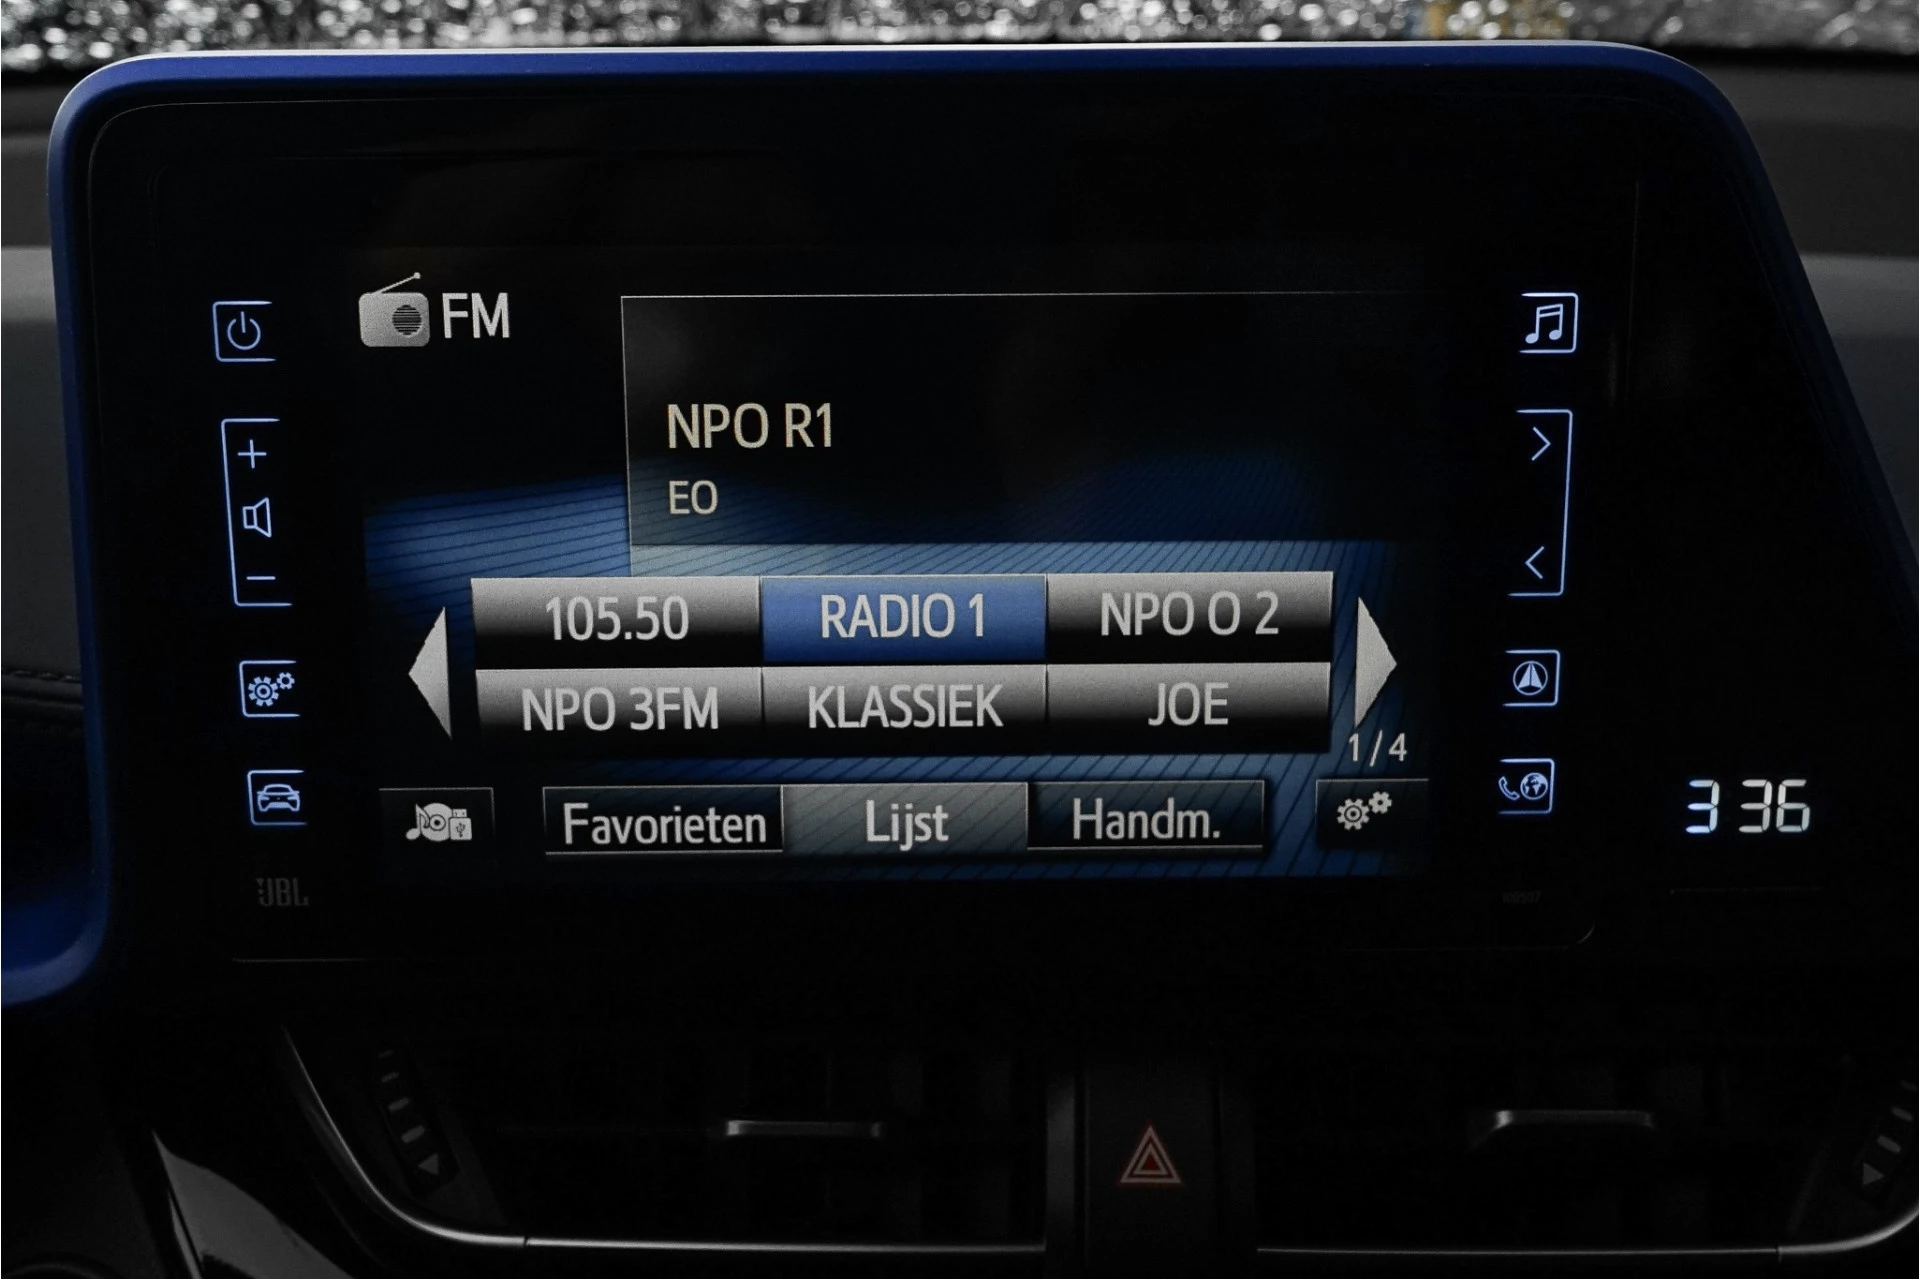 FM
NPO R1
EO
105.50 RADIO 1 NPO O 2
NPO 3FM KLASSIEK JOE
1/4
Favorieten Lijst Handm.
3 36
JBL